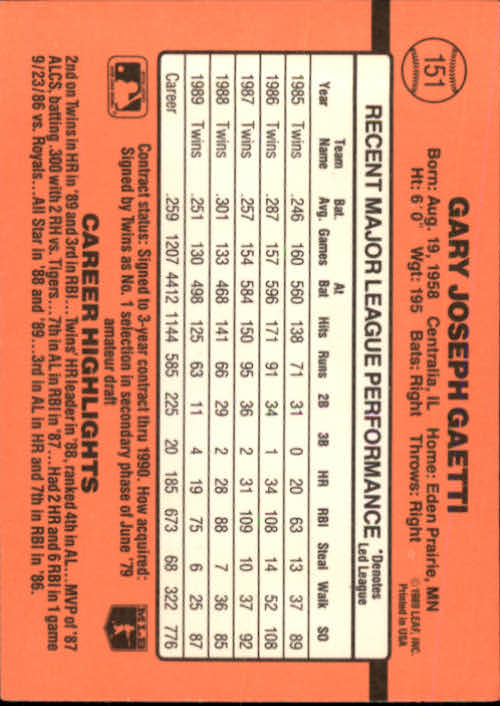 151
GARY JOSEPH GAETTI
Born: Aug. 19, 1958 Centralia, IL Home: Eden Prairie, MN
Ht: 6' 0" Wgt: 195 Bats: Right Throws: Right
© 1989 LEAF, INC.
Printed in USA
RECENT MAJOR LEAGUE PERFORMANCE *Denotes Led League
Year Team Name Bat. Avg. Games At Bat Hits Runs 2B 3B HR RBI Steal Walk SO
1985 Twins .246 160 560 138 71 31 0 20 63 13 37 89
1986 Twins .287 157 596 171 91 34 1 34 108 14 52 108
1987 Twins .257 154 584 150 95 36 2 31 109 10 37 92
1988 Twins .301 133 468 141 66 29 2 28 88 7 36 85
1989 Twins .251 130 498 125 63 11 4 19 75 6 25 87
Career .259 1207 4412 1144 585 225 20 185 673 68 322 776
Contract status: Signed to 3-year contract thru 1990. How acquired:
Signed by Twins as No. 1 selection in secondary phase of June '79
amateur draft
MLB
CAREER HIGHLIGHTS
2nd on Twins in HR in '89 and 3rd in RBI...Twins' HR leader in '88, ranked 4th in AL...MVP of '87
ALCS, batting .300 with 2 RH vs. Tigers...7th in AL in RBI in '87...Had 2 HR and 6 RBI in 1 game
9/23/86 vs. Royals...All Star in '88 and '89...3rd in AL in HR and 7th in RBI in '86.